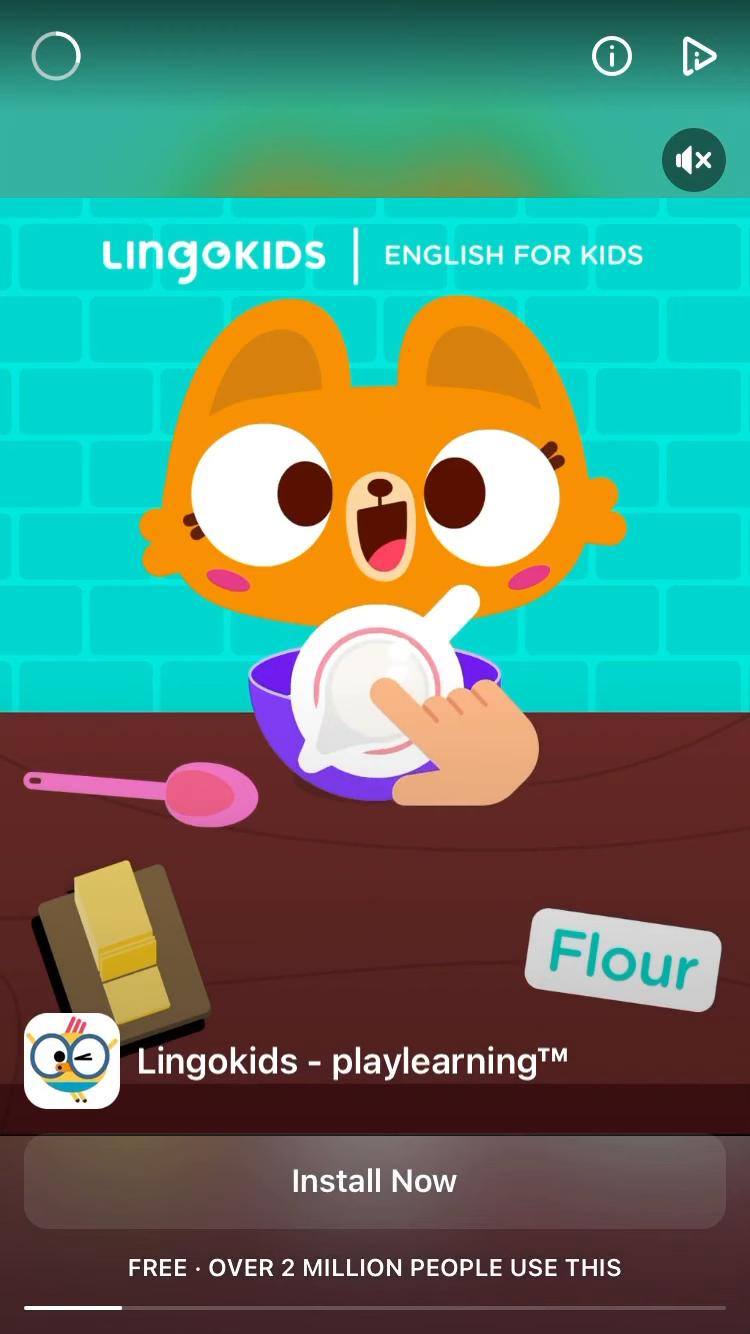 LINGOKIDS | ENGLISH FOR KIDS
Flour
Lingokids - playlearning™
Install Now
FREE · OVER 2 MILLION PEOPLE USE THIS